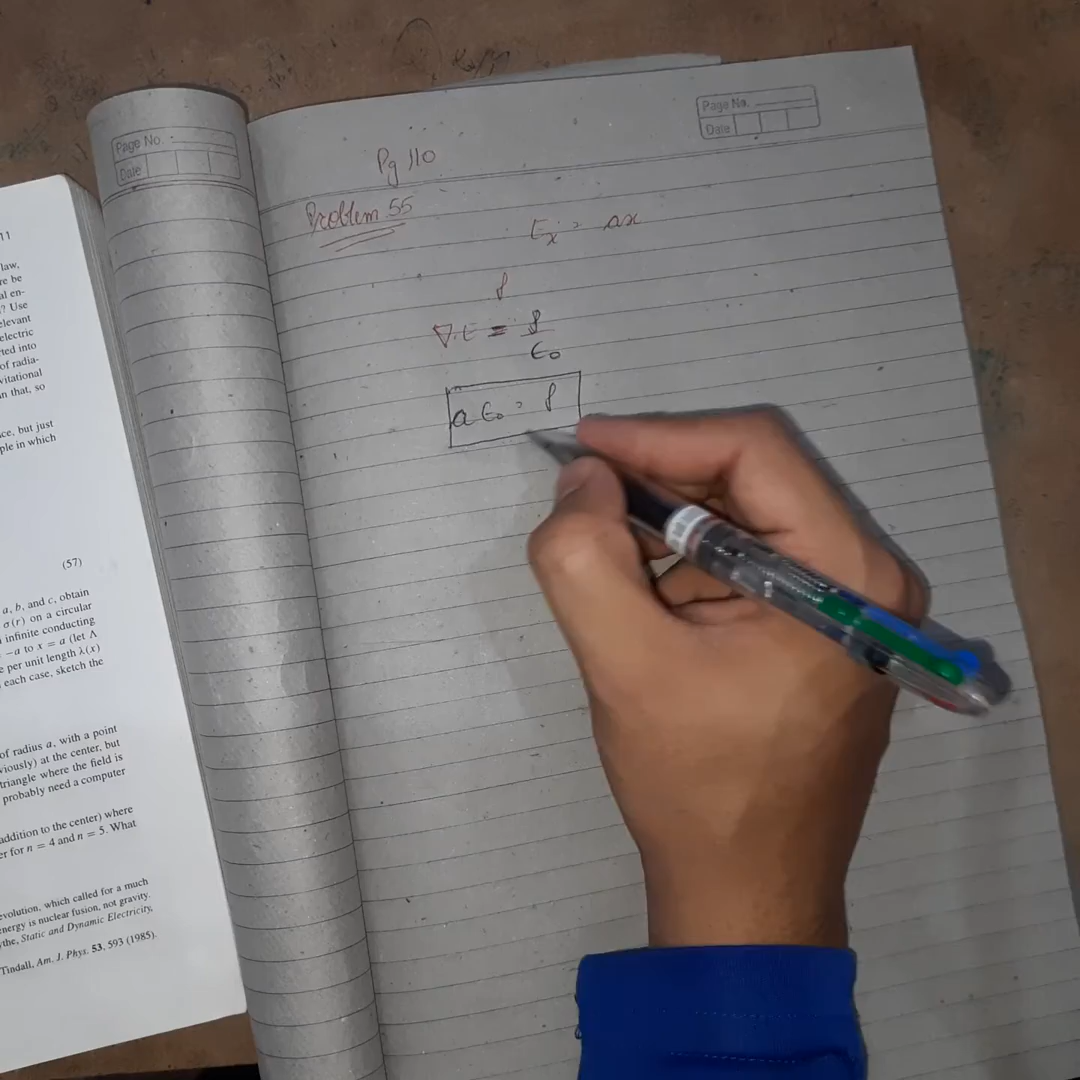 11
law,
re be
al en-
? Use
elevant
electric
rted into
of radia-
vitational
n that, so
ce, but just
ple in which
(57)
a, b, and c, obtain
σ(r) on a circular
infinite conducting
−a to x = a (let Λ
e per unit length λ(x)
each case, sketch the
of radius a, with a point
viously) at the center, but
triangle where the field is
probably need a computer
addition to the center) where
er for n = 4 and n = 5. What
evolution, which called for a much
energy is nuclear fusion, not gravity.
ythe, Static and Dynamic Electricity,
Tindall, Am. J. Phys. 53, 593 (1985).
Page No. :
Date
Page No.
Date
Pg 110
Problem 55
Eₓ = ax
ρ
∇·E = ρ/ε₀
aε₀ = ρ